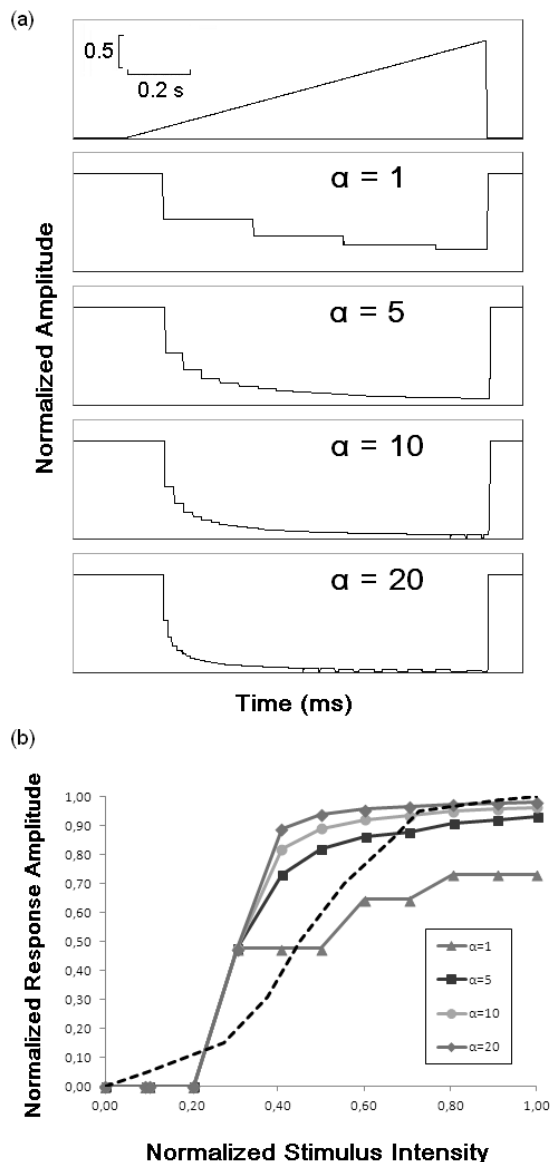 (a)
0.5
0.2 s
α = 1
α = 5
α = 10
α = 20
Normalized Amplitude
Time (ms)
(b)
Normalized Response Amplitude
1,00
0,90
0,80
0,70
0,60
0,50
0,40
0,30
0,20
0,10
0,00
0,00 0,20 0,40 0,60 0,80 1,00
α=1
α=5
α=10
α=20
Normalized Stimulus Intensity